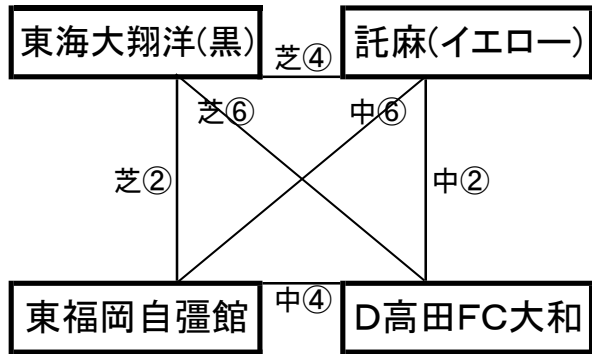 東海大翔洋(黒)
芝④
託麻(イエロー)
芝⑥
中⑥
芝②
中②
東福岡自彊館
中④
D高田FC大和